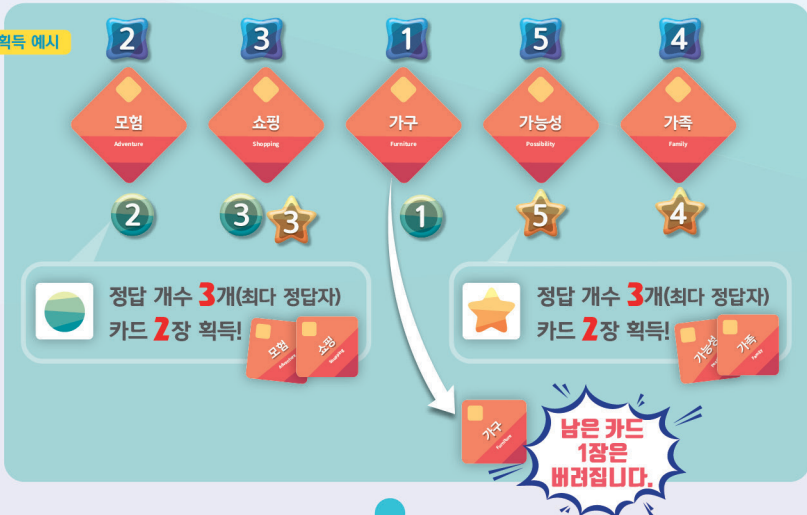 획득 예시
2 3 1 5 4
모험 쇼핑 가구 가능성 가족
Adventure Shopping Furniture Possibility Family
2 3 3 1 5 4
정답 개수 3개(최다 정답자)
카드 2장 획득!
모험
Adventure
쇼핑
Shopping
정답 개수 3개(최다 정답자)
카드 2장 획득!
가능성
가족
Family
가구
Furniture
남은 카드
1장은
버려집니다.